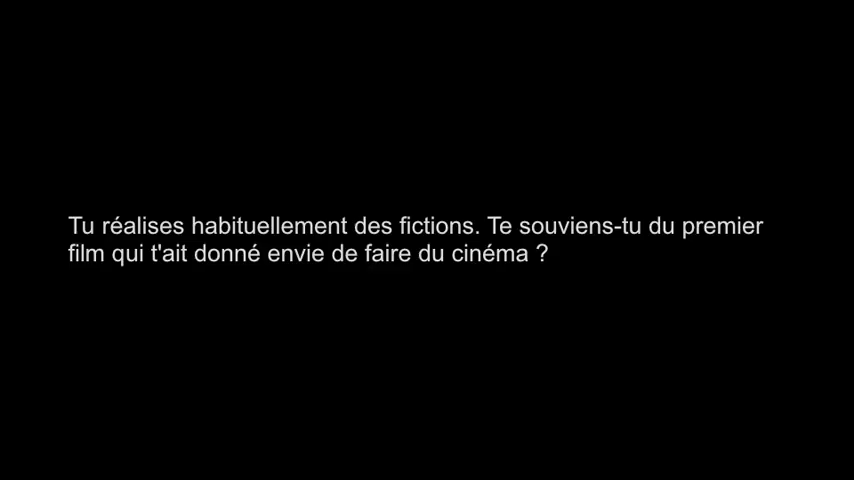 Tu réalises habituellement des fictions. Te souviens-tu du premier
film qui t'ait donné envie de faire du cinéma ?